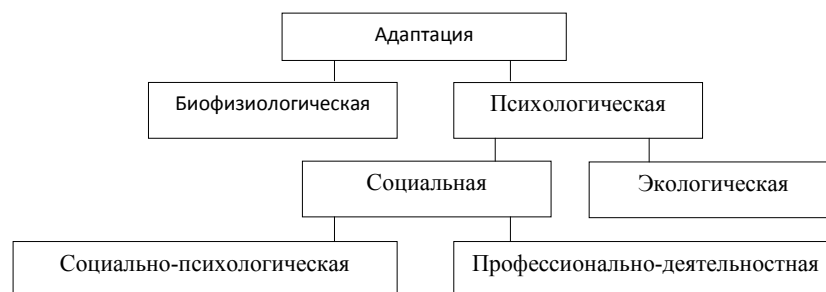 Адаптация
Биофизиологическая
Психологическая
Социальная
Экологическая
Социально-психологическая
Профессионально-деятельностная